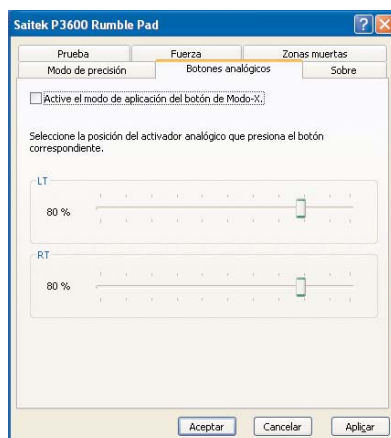 Saitek P3600 Rumble Pad
Prueba
Fuerza
Zonas muertas
Modo de precisión
Botones analógicos
Sobre
Active el modo de aplicación del botón de Modo-X.
Seleccione la posición del activador analógico que presiona el botón
correspondiente.
LT
80 %
RT
80 %
Aceptar
Cancelar
Aplicar